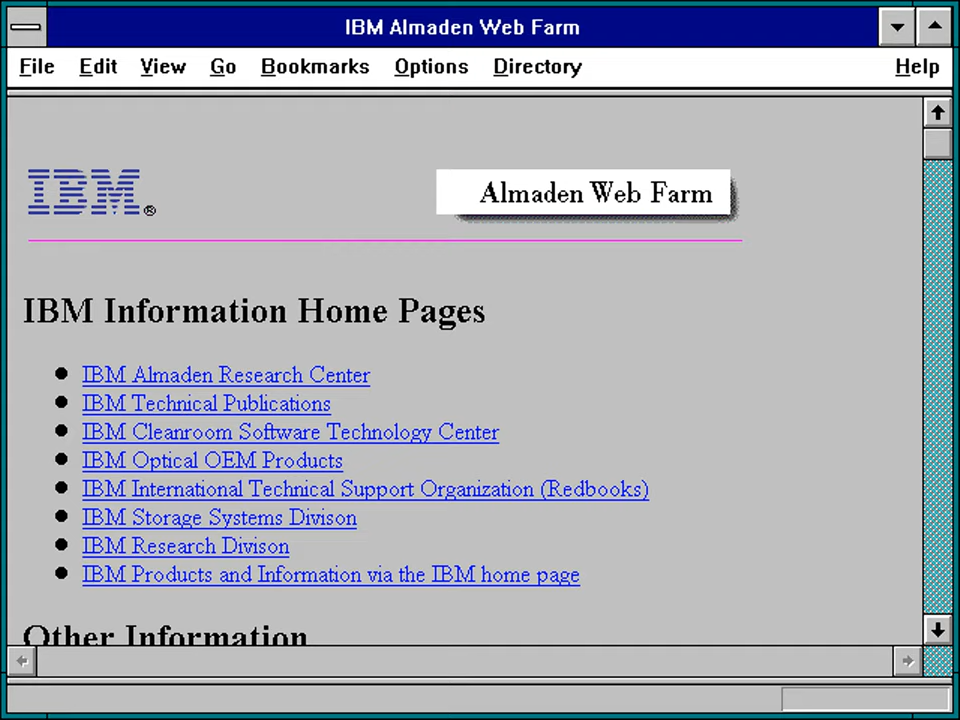 IBM Almaden Web Farm
File Edit View Go Bookmarks Options Directory Help
IBM®
Almaden Web Farm
IBM Information Home Pages
IBM Almaden Research Center
IBM Technical Publications
IBM Cleanroom Software Technology Center
IBM Optical OEM Products
IBM International Technical Support Organization (Redbooks)
IBM Storage Systems Divison
IBM Research Divison
IBM Products and Information via the IBM home page
Other Information